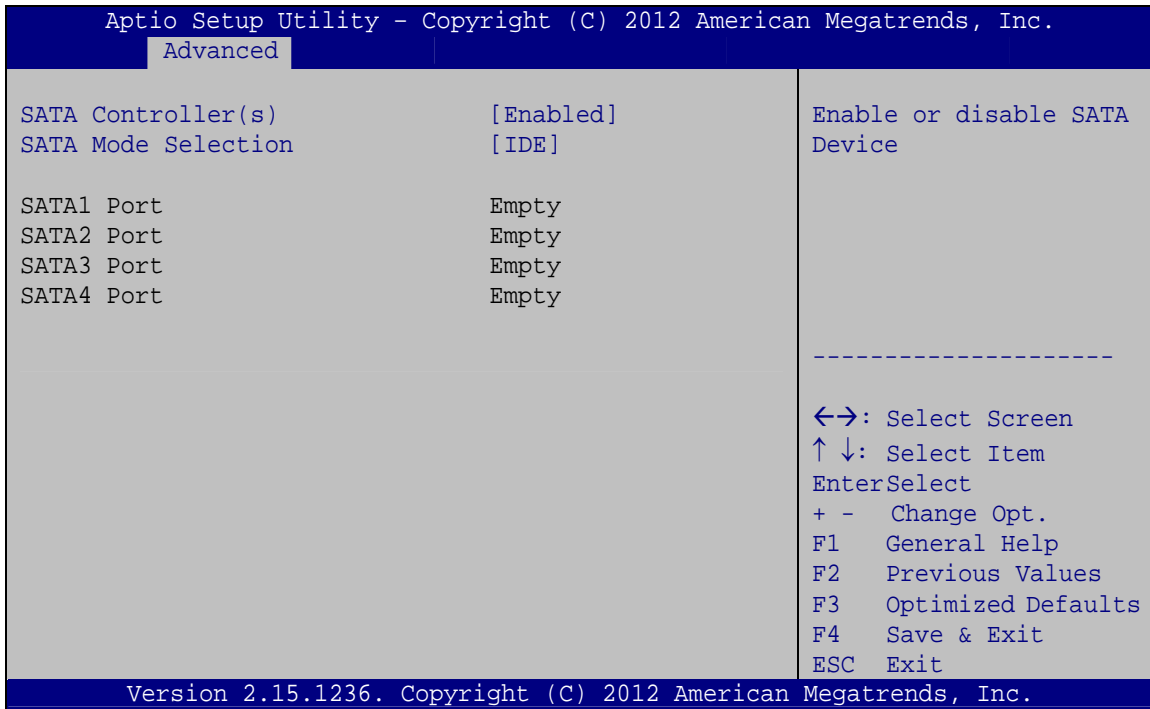 Aptio Setup Utility – Copyright (C) 2012 American Megatrends, Inc.
Advanced
SATA Controller(s) [Enabled]
SATA Mode Selection [IDE]
SATA1 Port Empty
SATA2 Port Empty
SATA3 Port Empty
SATA4 Port Empty
Enable or disable SATA
Device
---------------------
←→: Select Screen
↑ ↓: Select Item
EnterSelect
+ - Change Opt.
F1 General Help
F2 Previous Values
F3 Optimized Defaults
F4 Save & Exit
ESC Exit
Version 2.15.1236. Copyright (C) 2012 American Megatrends, Inc.